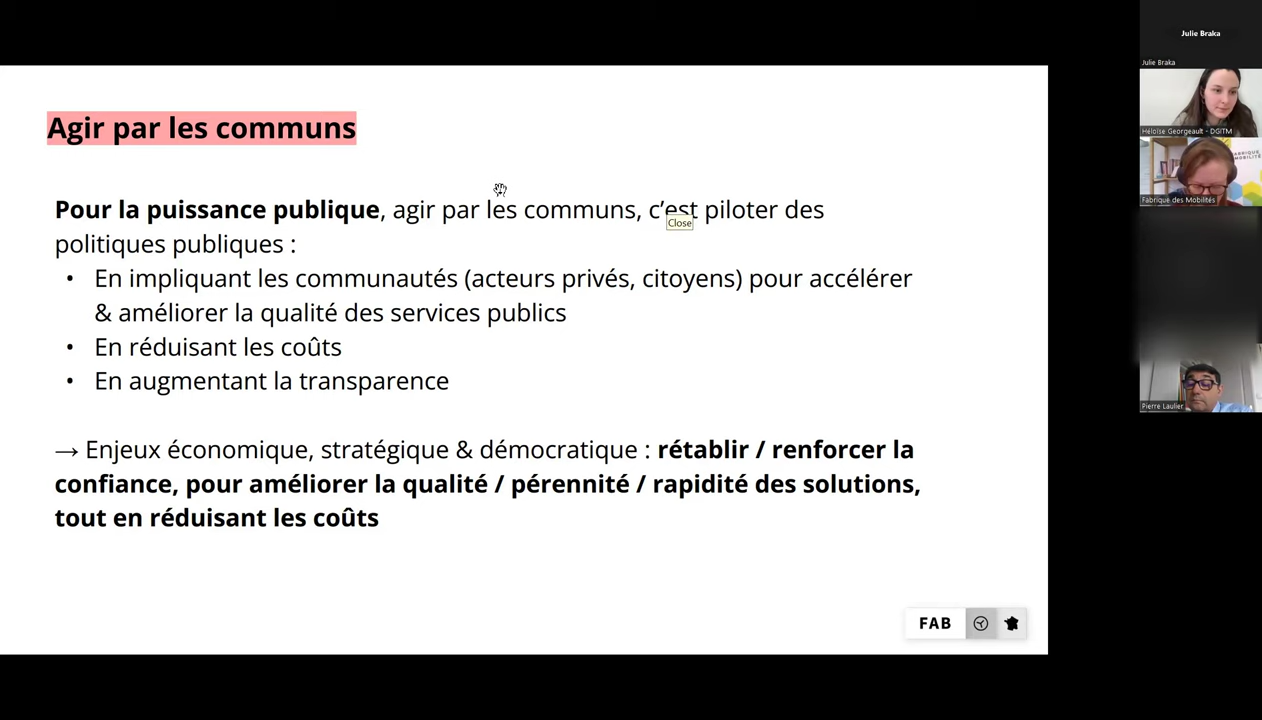 Agir par les communs
Pour la puissance publique, agir par les communs, c’est piloter des
politiques publiques :
• En impliquant les communautés (acteurs privés, citoyens) pour accélérer
& améliorer la qualité des services publics
• En réduisant les coûts
• En augmentant la transparence
→ Enjeux économique, stratégique & démocratique : rétablir / renforcer la
confiance, pour améliorer la qualité / pérennité / rapidité des solutions,
tout en réduisant les coûts
Close
FAB
Julie Braka
Julie Braka
Héloïse Georgeault - DGITM
FABRIQUE
MOBILITÉ
Fabrique des Mobilités
Pierre Laulier